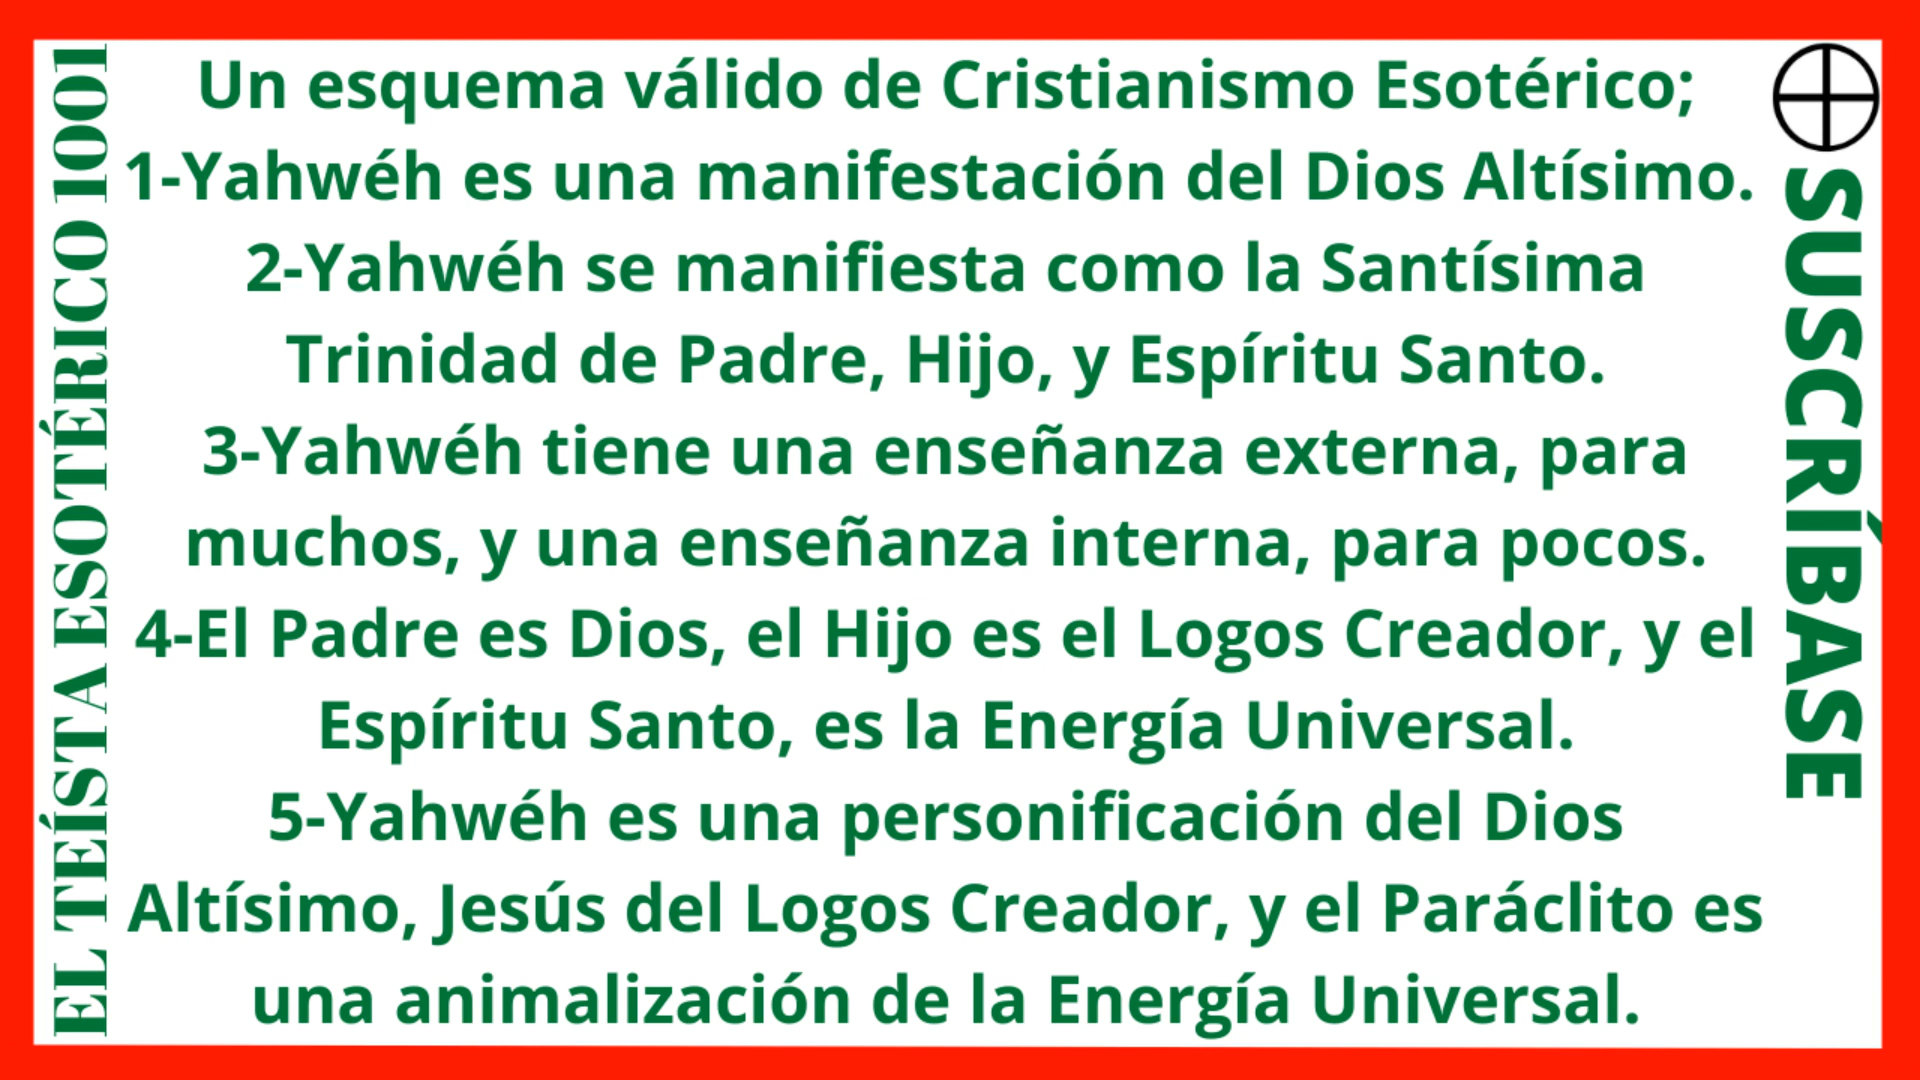 EL TEÍSTA ESOTÉRICO 1001
Un esquema válido de Cristianismo Esotérico;
1-Yahwéh es una manifestación del Dios Altísimo.
2-Yahwéh se manifiesta como la Santísima
Trinidad de Padre, Hijo, y Espíritu Santo.
3-Yahwéh tiene una enseñanza externa, para
muchos, y una enseñanza interna, para pocos.
4-El Padre es Dios, el Hijo es el Logos Creador, y el
Espíritu Santo, es la Energía Universal.
5-Yahwéh es una personificación del Dios
Altísimo, Jesús del Logos Creador, y el Paráclito es
una animalización de la Energía Universal.
SUSCRÍBASE